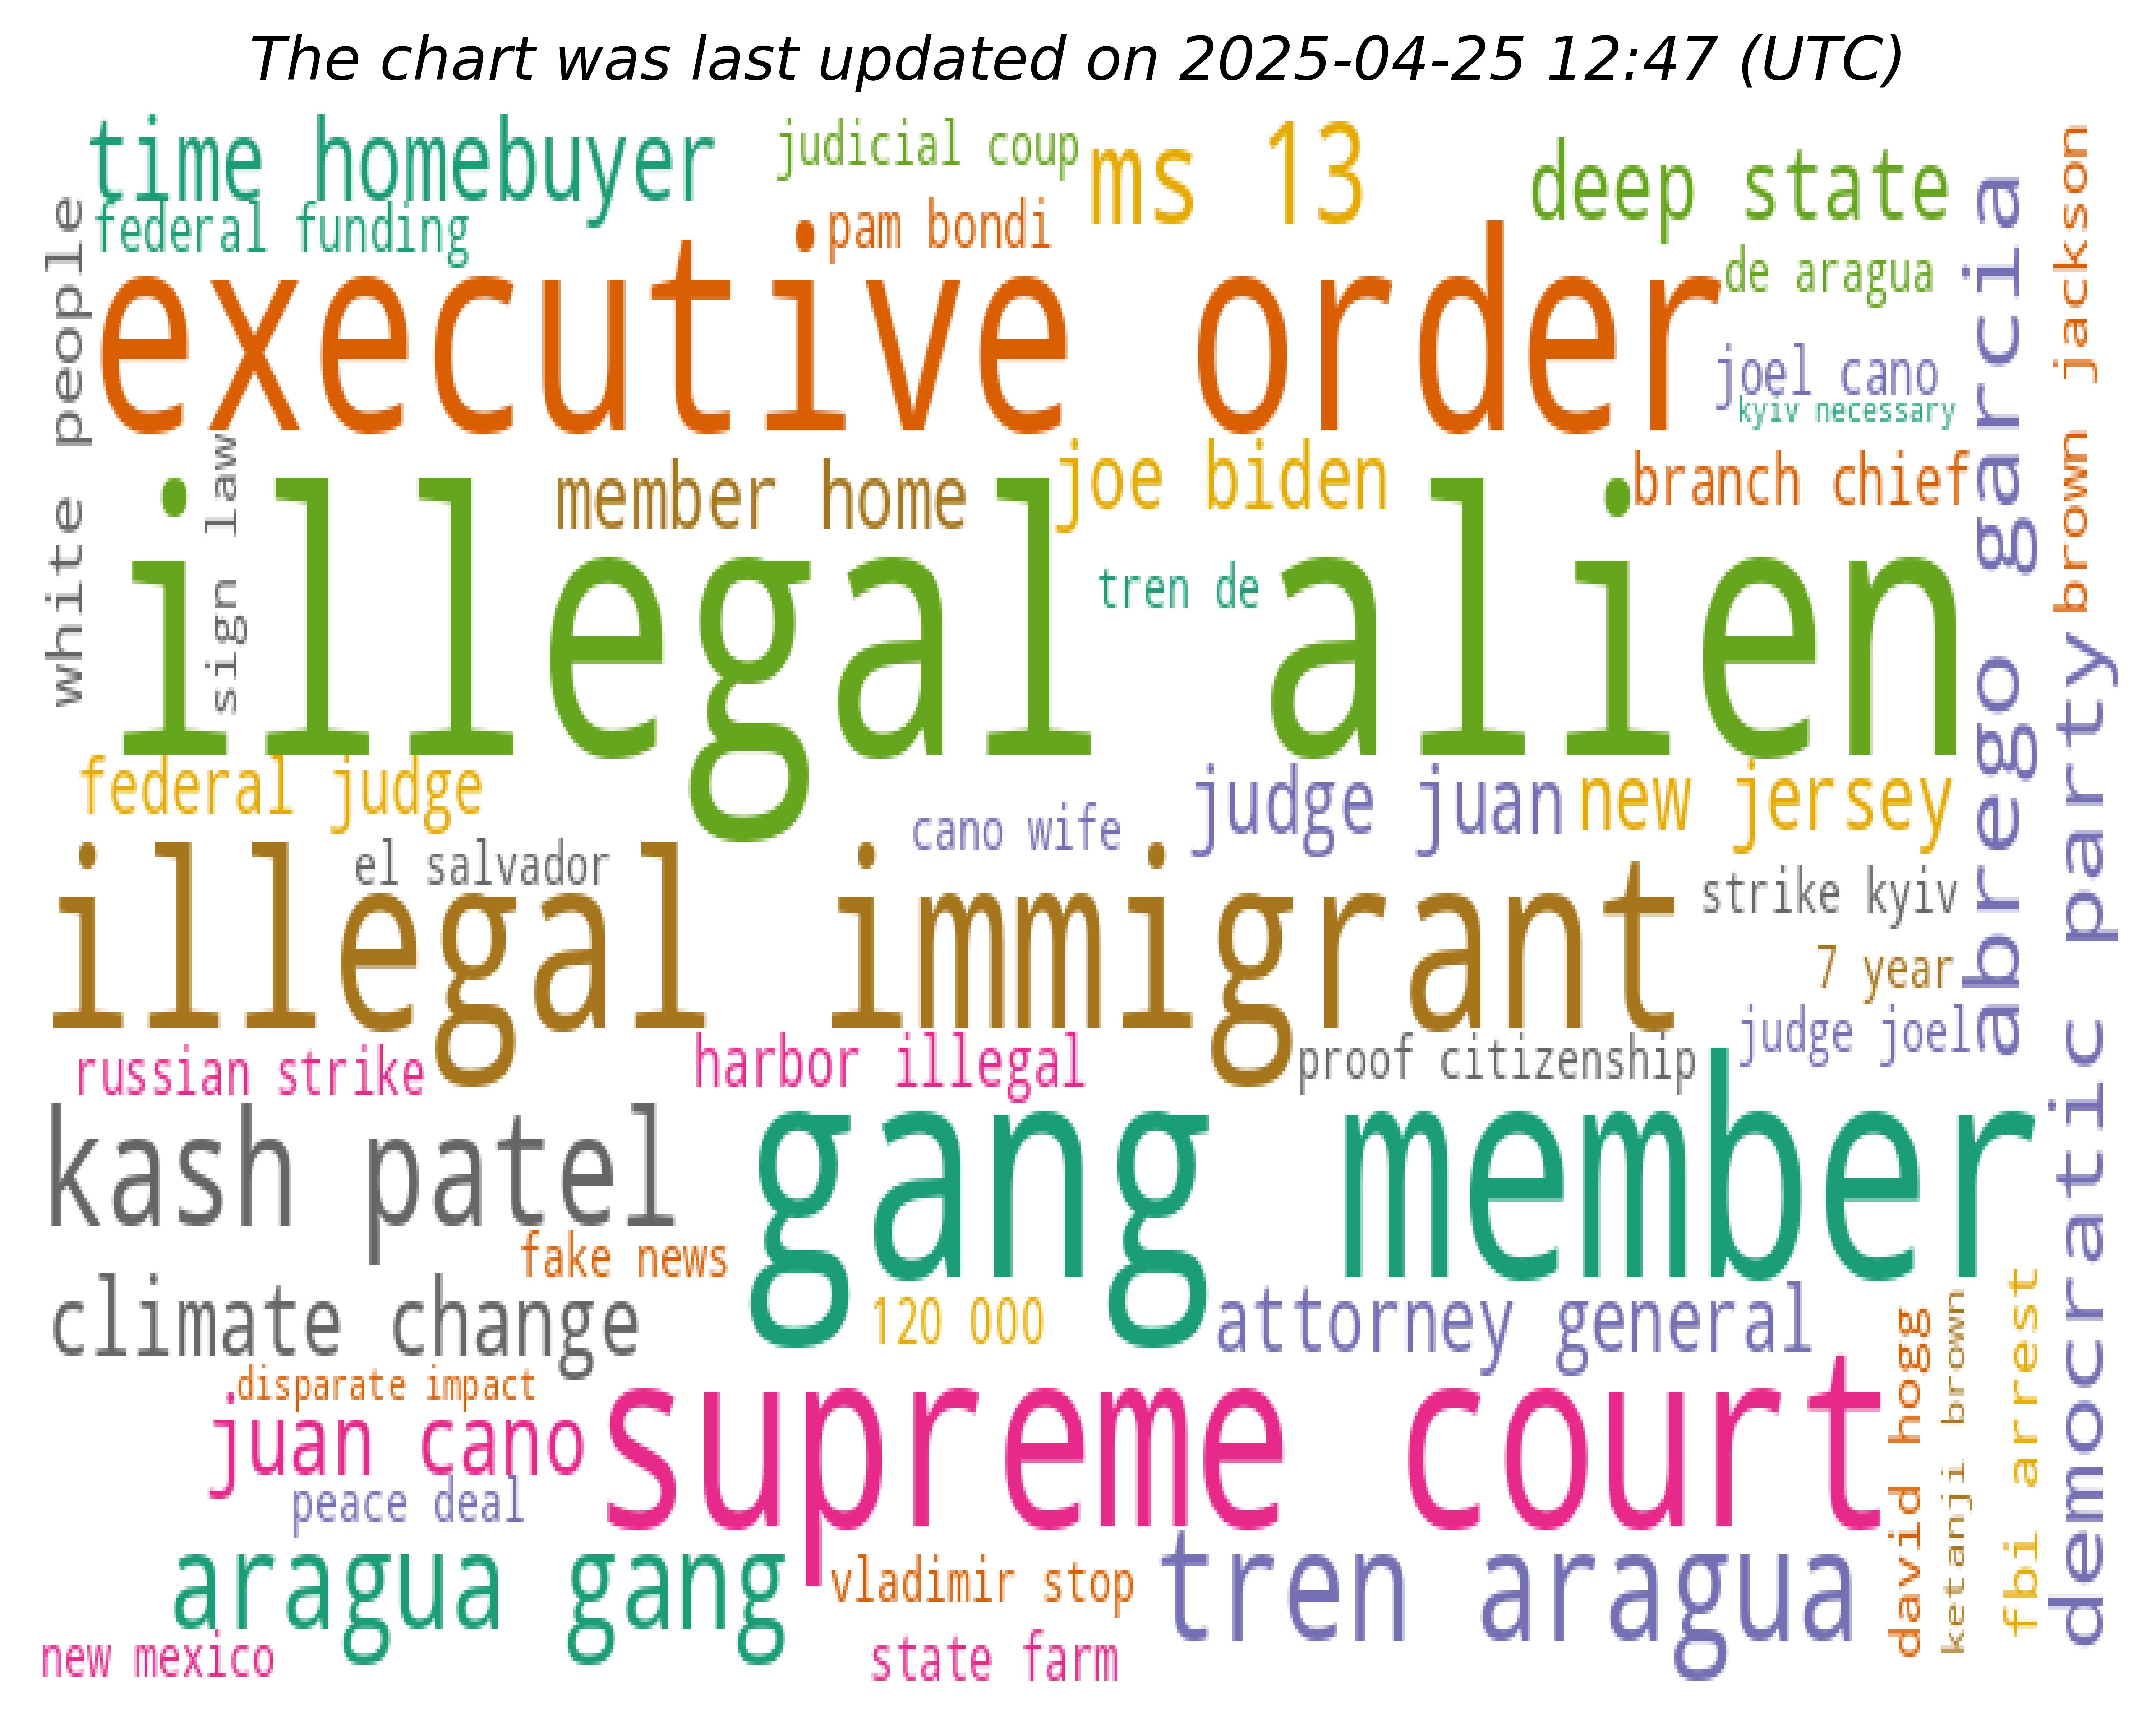 The chart was last updated on 2025-04-25 12:47 (UTC)
time homebuyer
judicial coup
ms 13
deep state
federal funding
pam bondi
executive order
de aragua
joel cano
kyiv necessary
white people
sign law
abrego garcia
brown jackson
member home
joe biden
branch chief
illegal alien
tren de
federal judge
cano wife
judge juan
new jersey
el salvador
illegal immigrant
strike kyiv
7 year
judge joel
russian strike
harbor illegal
proof citizenship
democratic party
kash patel
gang member
fake news
climate change
120 000
attorney general
disparate impact
juan cano
supreme court
peace deal
david hogg
ketanji brown
fbi arrest
aragua gang
vladimir stop
tren aragua
new mexico
state farm